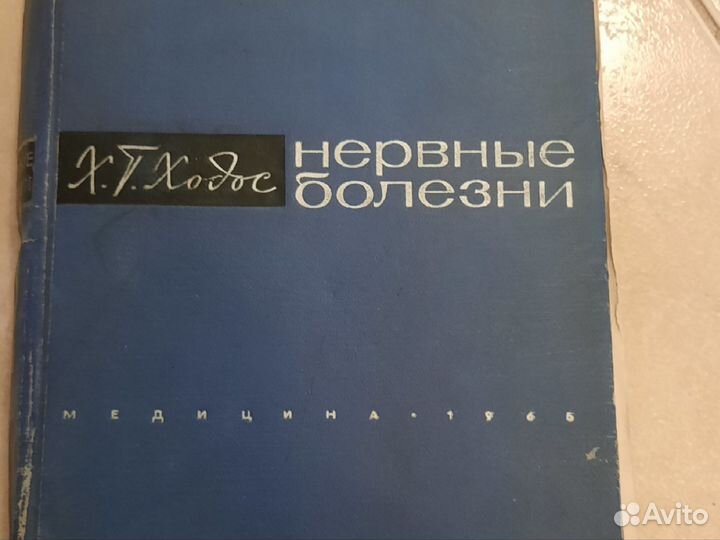 Х.Г. Ходос
нервные
болезни
МЕДИЦИНА • 1965
Avito